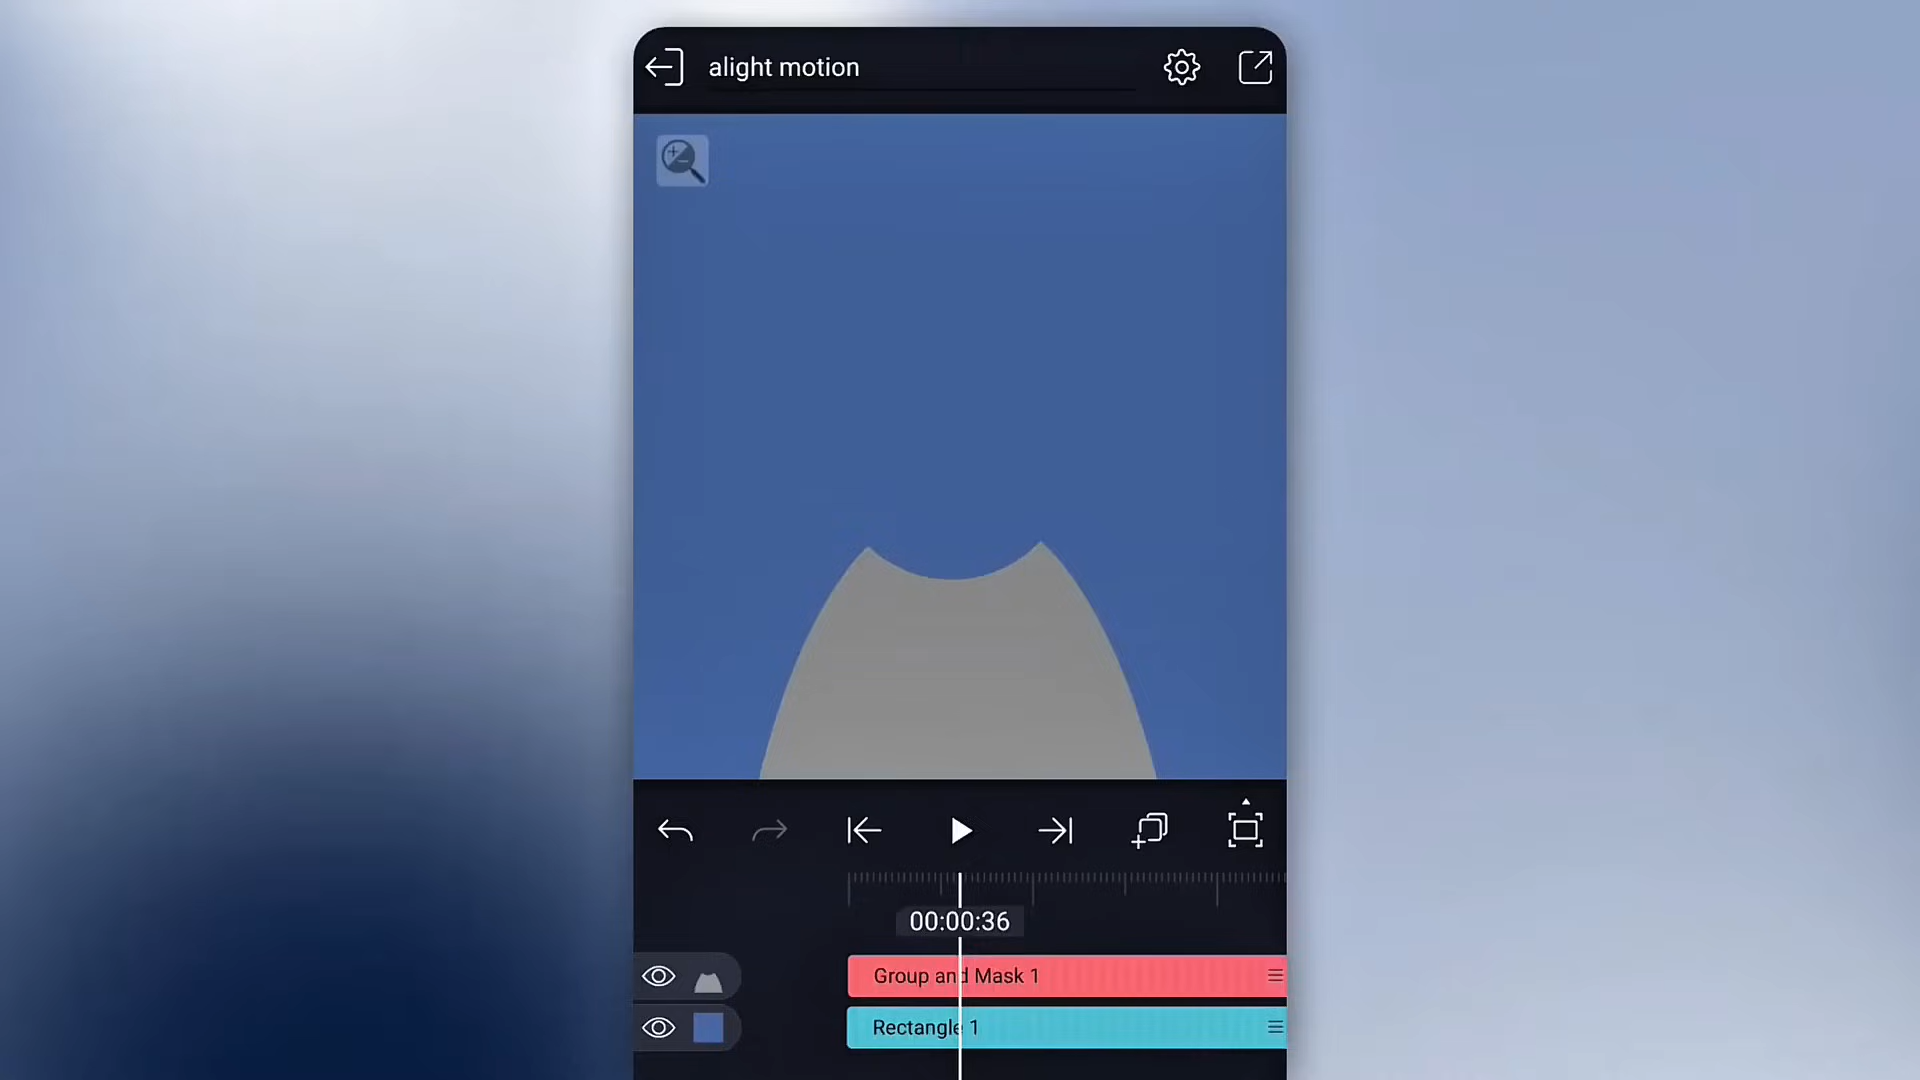 alight motion
00:00:36
Group and Mask 1
Rectangle 1